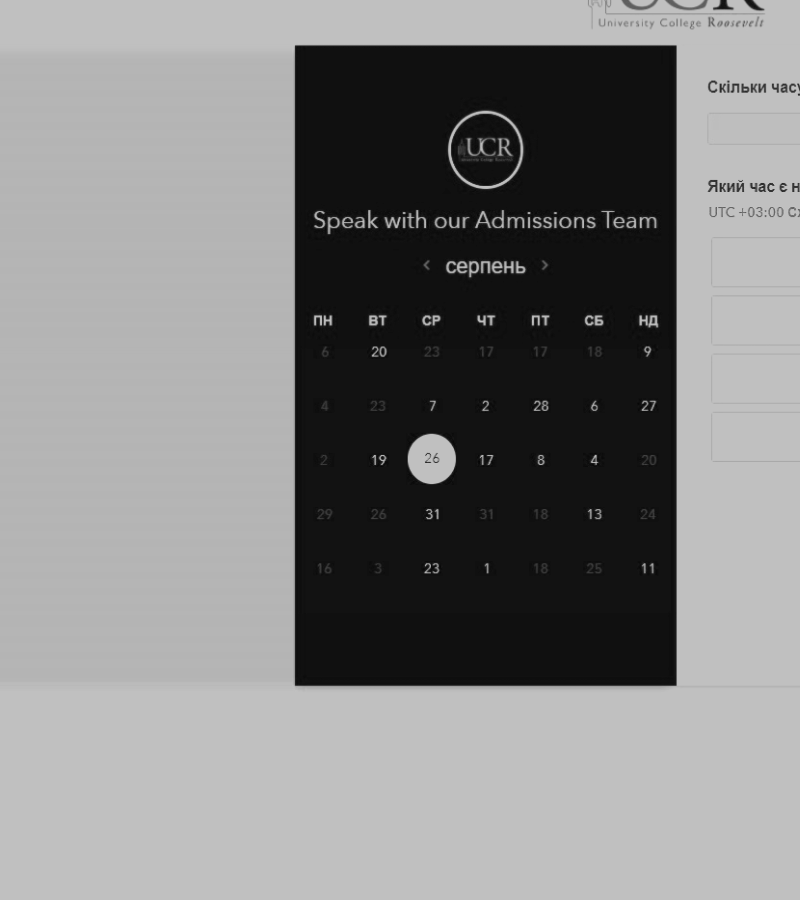 UCR
University College Roosevelt
UCR
University College Roosevelt
Speak with our Admissions Team
< серпень >
ПН ВТ СР ЧТ ПТ СБ НД
6 20 23 17 17 18 9
4 23 7 2 28 6 27
2 19 26 17 8 4 20
29 26 31 31 18 13 24
16 3 23 1 18 25 11
Скільки часу
Який час є н
UTC +03:00 Сх